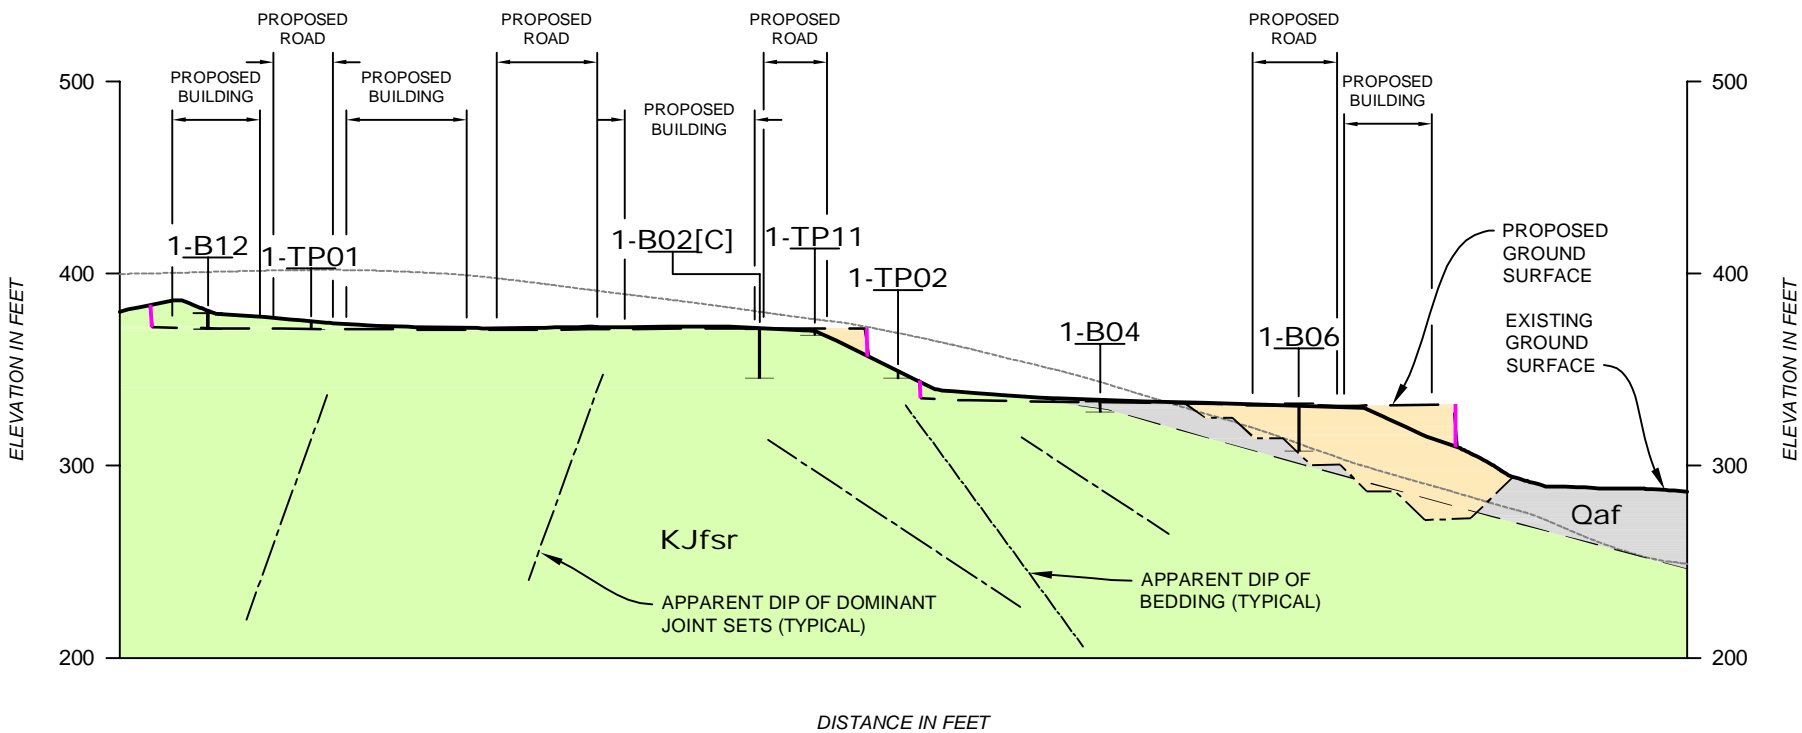 PROPOSED
ROAD
PROPOSED
ROAD
PROPOSED
ROAD
PROPOSED
ROAD
PROPOSED
BUILDING
PROPOSED
BUILDING
PROPOSED
BUILDING
PROPOSED
BUILDING
500
500
400
400
300
300
200
200
ELEVATION IN FEET
ELEVATION IN FEET
1-B12
1-TP01
1-B02[C]
1-TP11
1-TP02
1-B04
1-B06
PROPOSED
GROUND
SURFACE
EXISTING
GROUND
SURFACE
KJfsr
Qaf
APPARENT DIP OF DOMINANT
JOINT SETS (TYPICAL)
APPARENT DIP OF
BEDDING (TYPICAL)
DISTANCE IN FEET